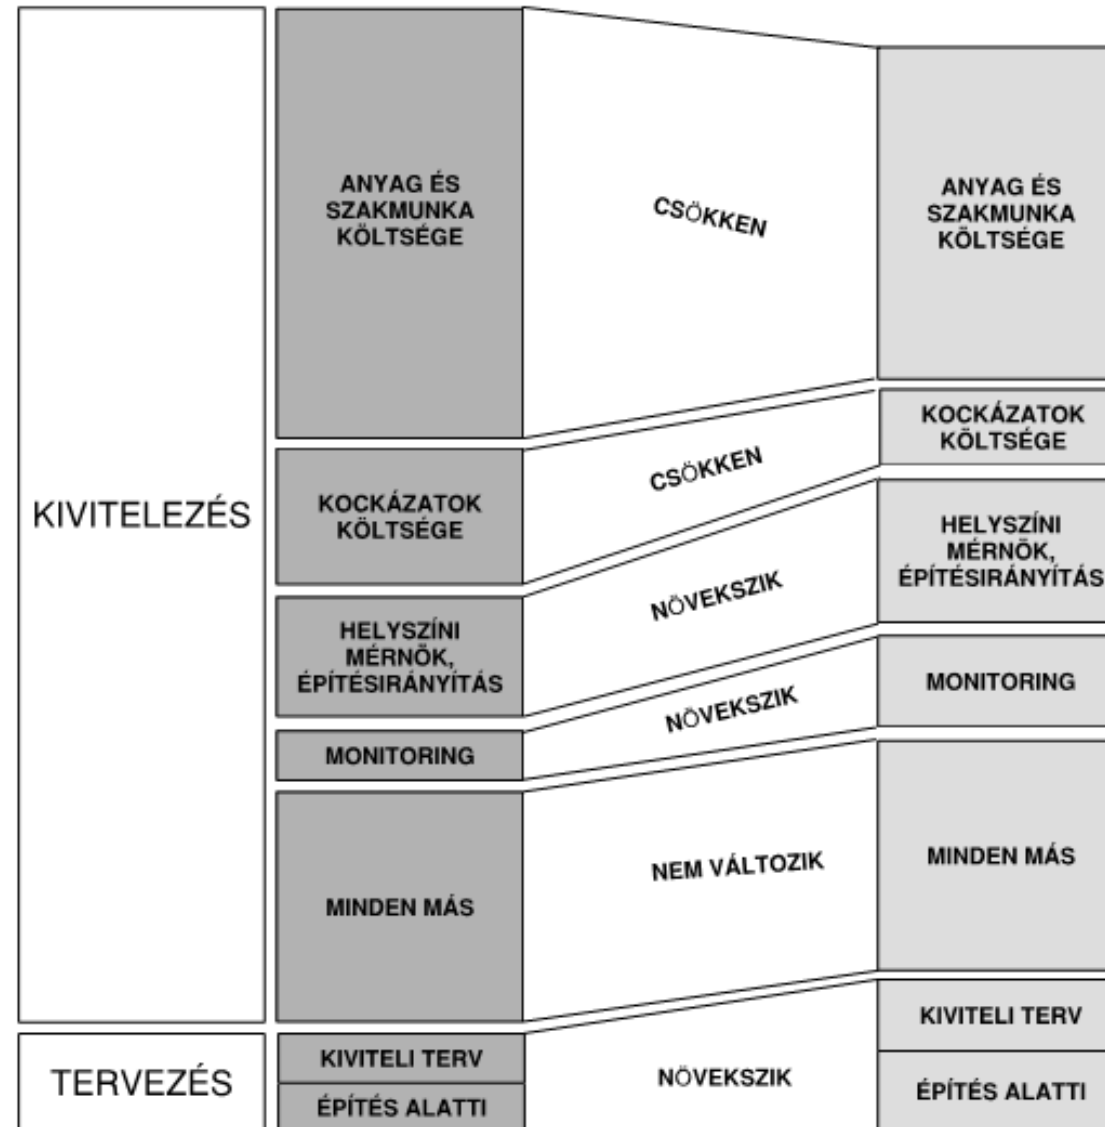 KIVITELEZÉS
TERVEZÉS
ANYAG ÉS
SZAKMUNKA
KÖLTSÉGE
KOCKÁZATOK
KÖLTSÉGE
HELYSZÍNI
MÉRNÖK,
ÉPÍTÉSIRÁNYÍTÁS
MONITORING
MINDEN MÁS
KIVITELI TERV
ÉPÍTÉS ALATTI
CSÖKKEN
CSÖKKEN
NÖVEKSZIK
NÖVEKSZIK
NEM VÁLTOZIK
NÖVEKSZIK
ANYAG ÉS
SZAKMUNKA
KÖLTSÉGE
KOCKÁZATOK
KÖLTSÉGE
HELYSZÍNI
MÉRNÖK,
ÉPÍTÉSIRÁNYÍTÁS
MONITORING
MINDEN MÁS
KIVITELI TERV
ÉPÍTÉS ALATTI